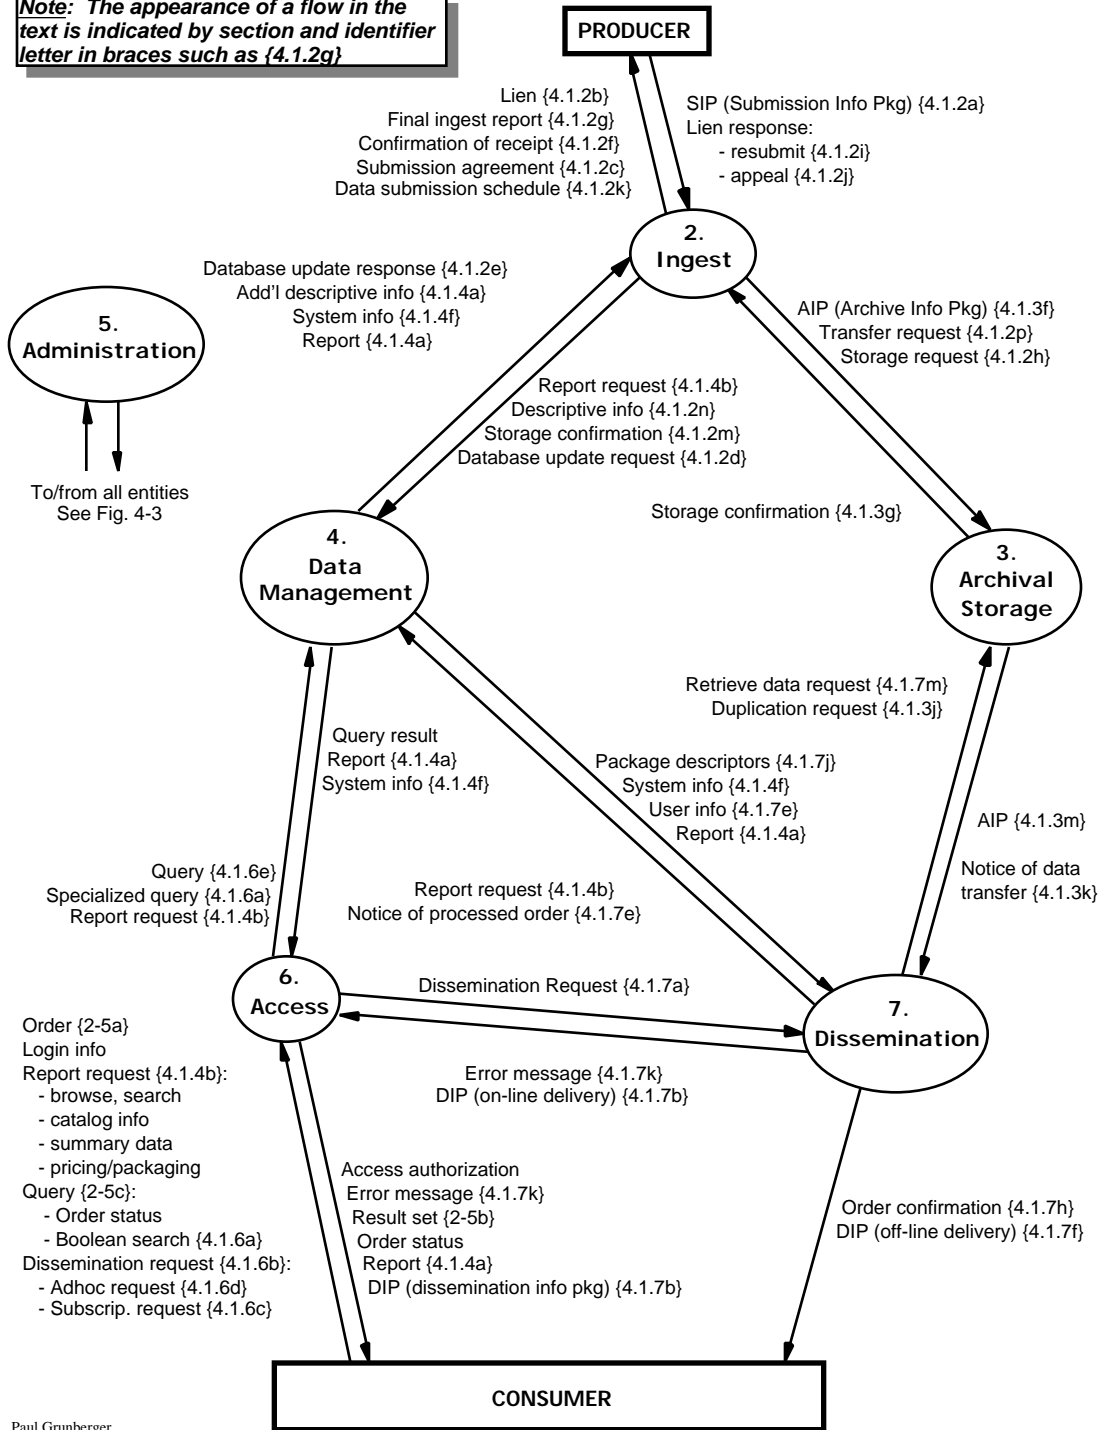 Note: The appearance of a flow in the
text is indicated by section and identifier
letter in braces such as {4.1.2g}
PRODUCER
Lien {4.1.2b}
Final ingest report {4.1.2g}
Confirmation of receipt {4.1.2f}
Submission agreement {4.1.2c}
Data submission schedule {4.1.2k}
SIP (Submission Info Pkg) {4.1.2a}
Lien response:
- resubmit {4.1.2i}
- appeal {4.1.2j}
2.
Ingest
Database update response {4.1.2e}
Add'l descriptive info {4.1.4a}
System info {4.1.4f}
Report {4.1.4a}
5.
Administration
To/from all entities
See Fig. 4-3
AIP (Archive Info Pkg) {4.1.3f}
Transfer request {4.1.2p}
Storage request {4.1.2h}
Report request {4.1.4b}
Descriptive info {4.1.2n}
Storage confirmation {4.1.2m}
Database update request {4.1.2d}
Storage confirmation {4.1.3g}
4.
Data
Management
3.
Archival
Storage
Retrieve data request {4.1.7m}
Duplication request {4.1.3j}
Query result
Report {4.1.4a}
System info {4.1.4f}
Package descriptors {4.1.7j}
System info {4.1.4f}
User info {4.1.7e}
Report {4.1.4a}
AIP {4.1.3m}
Notice of data
transfer {4.1.3k}
Query {4.1.6e}
Specialized query {4.1.6a}
Report request {4.1.4b}
Report request {4.1.4b}
Notice of processed order {4.1.7e}
6.
Access
Dissemination Request {4.1.7a}
7.
Dissemination
Error message {4.1.7k}
DIP (on-line delivery) {4.1.7b}
Order {2-5a}
Login info
Report request {4.1.4b}:
- browse, search
- catalog info
- summary data
- pricing/packaging
Query {2-5c}:
- Order status
- Boolean search {4.1.6a}
Dissemination request {4.1.6b}:
- Adhoc request {4.1.6d}
- Subscrip. request {4.1.6c}
Access authorization
Error message {4.1.7k}
Result set {2-5b}
Order status
Report {4.1.4a}
DIP (dissemination info pkg) {4.1.7b}
Order confirmation {4.1.7h}
DIP (off-line delivery) {4.1.7f}
CONSUMER
Paul Grunberger